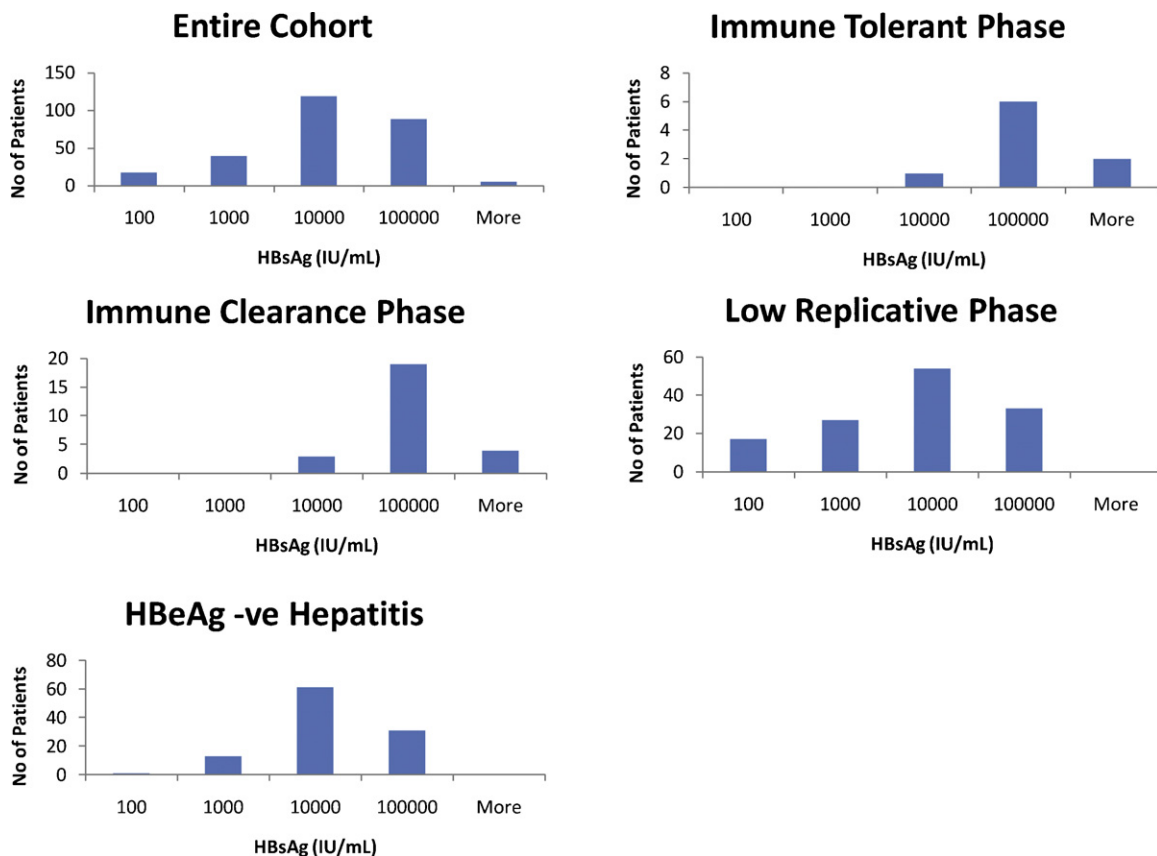 Entire Cohort
No of Patients
150
100
50
0
100 1000 10000 100000 More
HBsAg (IU/mL)
Immune Tolerant Phase
No of Patients
8
6
4
2
0
100 1000 10000 100000 More
HBsAg (IU/mL)
Immune Clearance Phase
No of Patients
20
15
10
5
0
100 1000 10000 100000 More
HBsAg (IU/mL)
Low Replicative Phase
No of Patients
60
40
20
0
100 1000 10000 100000 More
HBsAg (IU/mL)
HBeAg -ve Hepatitis
No of Patients
80
60
40
20
0
100 1000 10000 100000 More
HBsAg (IU/mL)